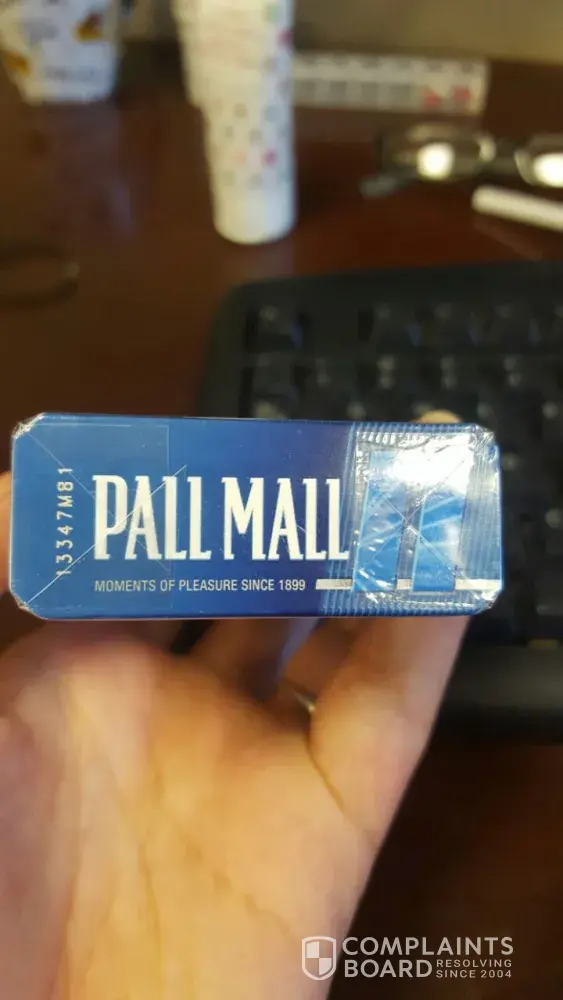 13347M81
PALL MALL
MOMENTS OF PLEASURE SINCE 1899
COMPLAINTS
BOARD RESOLVING
SINCE 2004